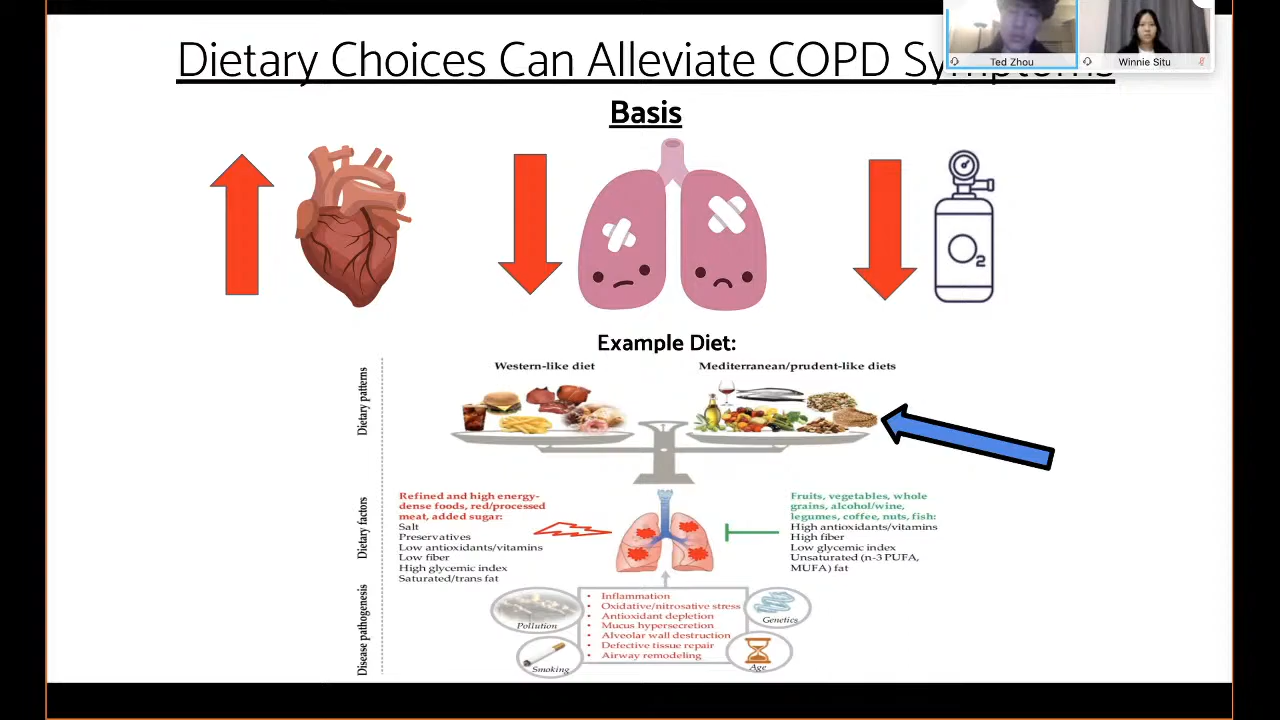 Dietary Choices Can Alleviate COPD Symptoms
Ted Zhou
Winnie Situ
Basis
O2
Example Diet:
Western-like diet
Mediterranean/prudent-like diets
Dietary patterns
Dietary factors
Refined and high energy-
dense foods, red/processed
meat, added sugar:
Salt
Preservatives
Low antioxidants/vitamins
Low fiber
High glycemic index
Saturated/trans fat
Fruits, vegetables, whole
grains, alcohol/wine,
legumes, coffee, nuts, fish:
High antioxidants/vitamins
High fiber
Low glycemic index
Unsaturated (n-3 PUFA,
MUFA) fat
Disease pathogenesis
Pollution
Smoking
• Inflammation
• Oxidative/nitrosative stress
• Antioxidant depletion
• Mucus hypersecretion
• Alveolar wall destruction
• Defective tissue repair
• Airway remodeling
Genetics
Age